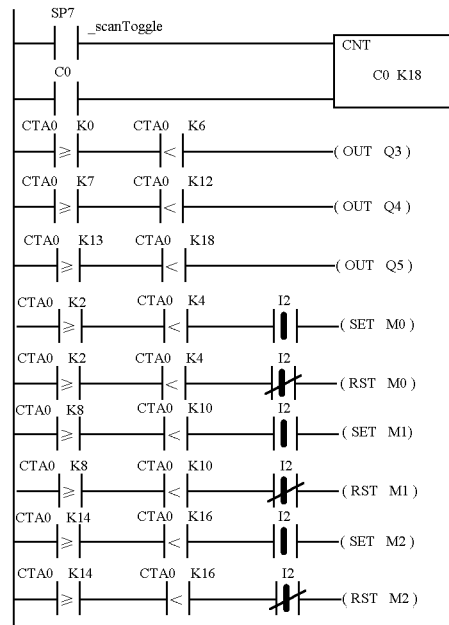 SP7
_scanToggle
CNT
C0
C0 K18
CTA0 K0 CTA0 K6
≥ < ( OUT Q3 )
CTA0 K7 CTA0 K12
≥ < ( OUT Q4 )
CTA0 K13 CTA0 K18
≥ < ( OUT Q5 )
CTA0 K2 CTA0 K4 I2
≥ < ( SET M0 )
CTA0 K2 CTA0 K4 I2
≥ < ( RST M0 )
CTA0 K8 CTA0 K10 I2
≥ < ( SET M1)
CTA0 K8 CTA0 K10 I2
≥ < ( RST M1 )
CTA0 K14 CTA0 K16 I2
≥ < ( SET M2 )
CTA0 K14 CTA0 K16 I2
≥ < ( RST M2 )